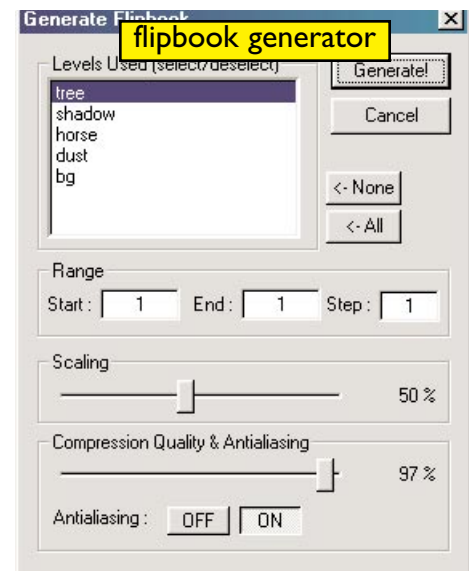 Generate Flipbook
flipbook generator
Levels Used (select/deselect)
tree
shadow
horse
dust
bg
Generate!
Cancel
<- None
<- All
Range
Start : 1 End : 1 Step : 1
Scaling
50 %
Compression Quality & Antialiasing
97 %
Antialiasing : OFF ON